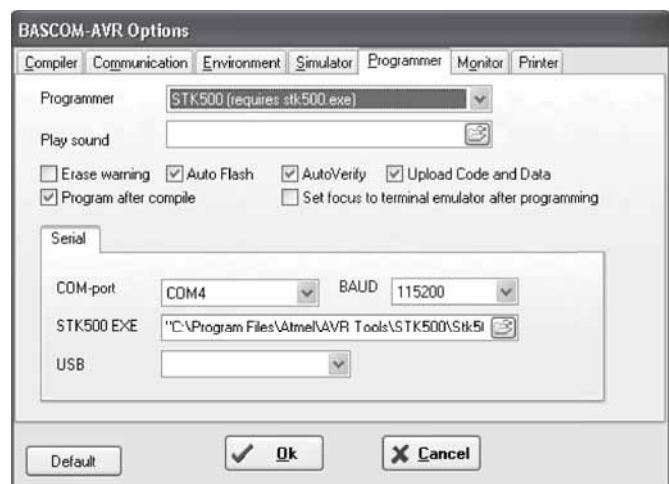 BASCOM-AVR Options
Compiler Communication Environment Simulator Programmer Monitor Printer
Programmer STK500 (requires stk500.exe)
Play sound
Erase warning Auto Flash AutoVerify Upload Code and Data
Program after compile Set focus to terminal emulator after programming
Serial
COM-port COM4 BAUD 115200
STK500 EXE "C:\Program Files\Atmel\AVR Tools\STK500\Stk5
USB
Default Ok Cancel